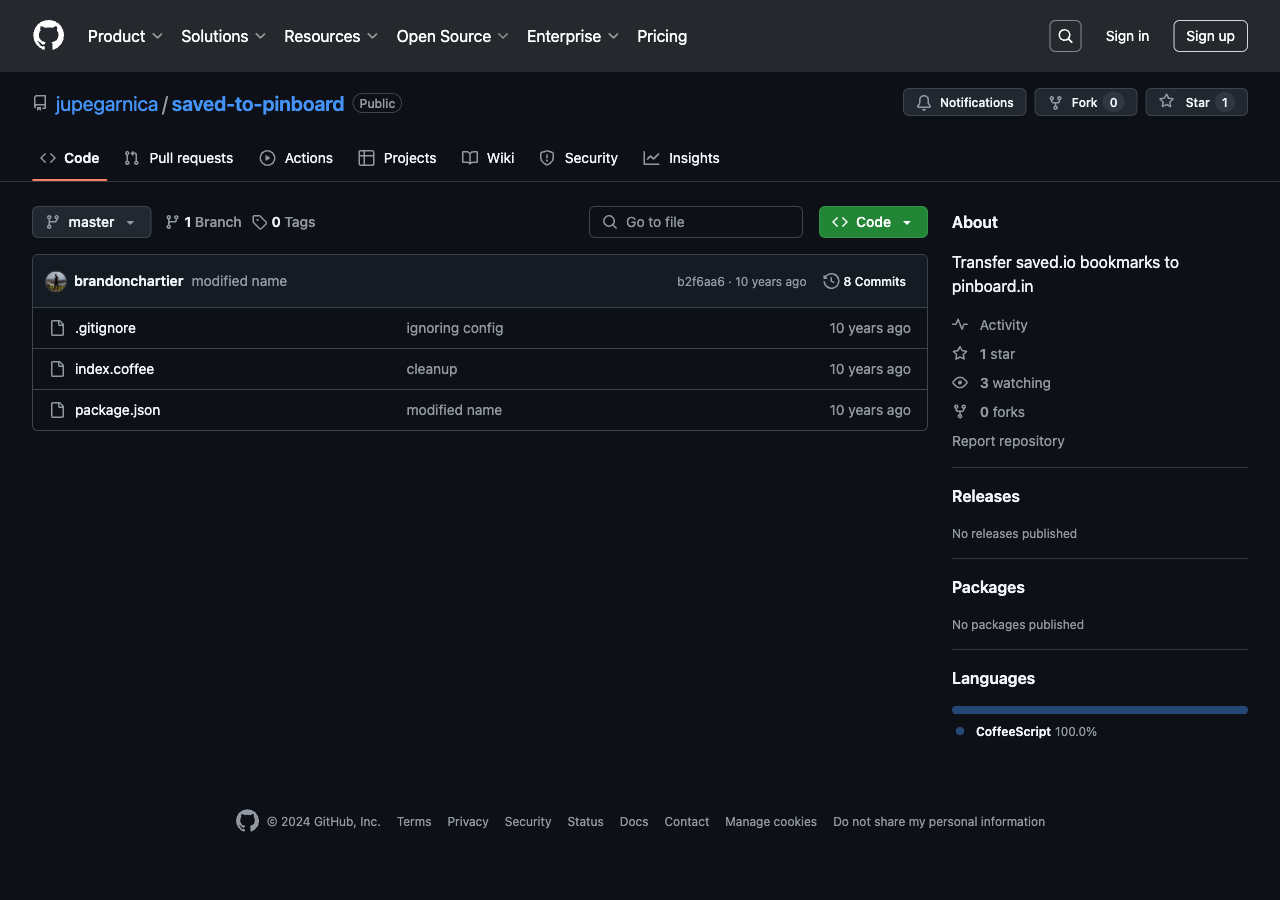 Product Solutions Resources Open Source Enterprise Pricing Sign in Sign up
jupegarnica / saved-to-pinboard Public Notifications Fork 0 Star 1
Code Pull requests Actions Projects Wiki Security Insights
master 1 Branch 0 Tags Go to file Code
brandonchartier modified name b2f6aa6 · 10 years ago 8 Commits
.gitignore ignoring config 10 years ago
index.coffee cleanup 10 years ago
package.json modified name 10 years ago
About
Transfer saved.io bookmarks to
pinboard.in
Activity
1 star
3 watching
0 forks
Report repository
Releases
No releases published
Packages
No packages published
Languages
CoffeeScript 100.0%
© 2024 GitHub, Inc. Terms Privacy Security Status Docs Contact Manage cookies Do not share my personal information